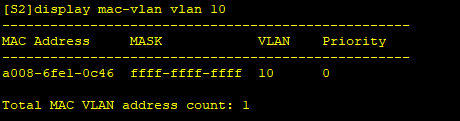 [S2]display mac-vlan vlan 10
---------------------------------------------------
MAC Address     MASK            VLAN    Priority
---------------------------------------------------
a008-6fe1-0c46  ffff-ffff-ffff  10      0

Total MAC VLAN address count: 1